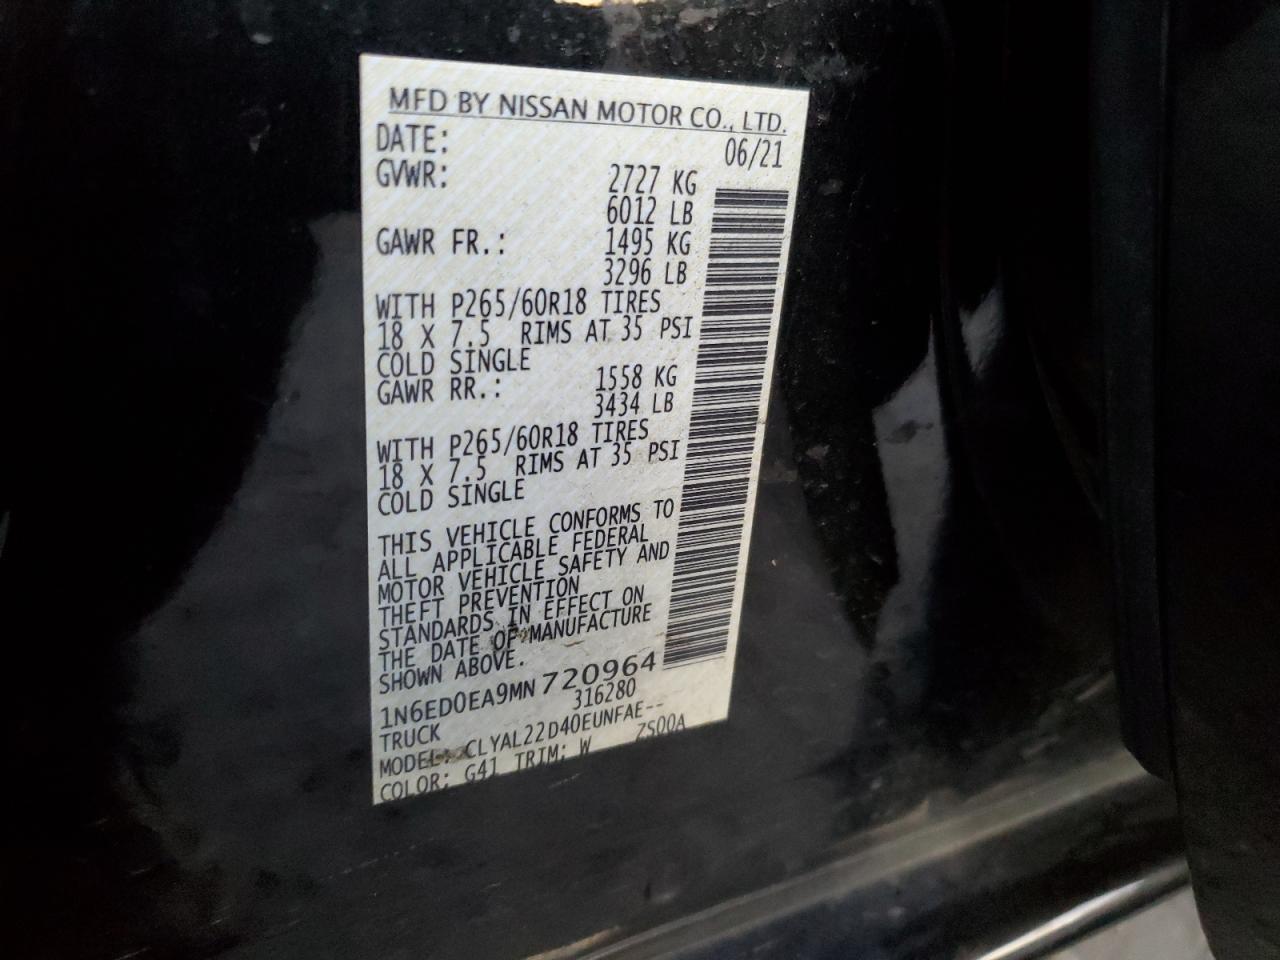 MFD BY NISSAN MOTOR CO., LTD.
DATE: 06/21
GVWR: 2727 KG
6012 LB
GAWR FR.: 1495 KG
3296 LB
WITH P265/60R18 TIRES
18 X 7.5 RIMS AT 35 PSI
COLD SINGLE
GAWR RR.: 1558 KG
3434 LB
WITH P265/60R18 TIRES
18 X 7.5 RIMS AT 35 PSI
COLD SINGLE
THIS VEHICLE CONFORMS TO
ALL APPLICABLE FEDERAL
MOTOR VEHICLE SAFETY AND
THEFT PREVENTION
STANDARDS IN EFFECT ON
THE DATE OF MANUFACTURE
SHOWN ABOVE.
1N6ED0EA9MN720964
TRUCK 316280
MODEL: CLYAL22D40EUNFAE--
COLOR: G41 TRIM: W ZS00A